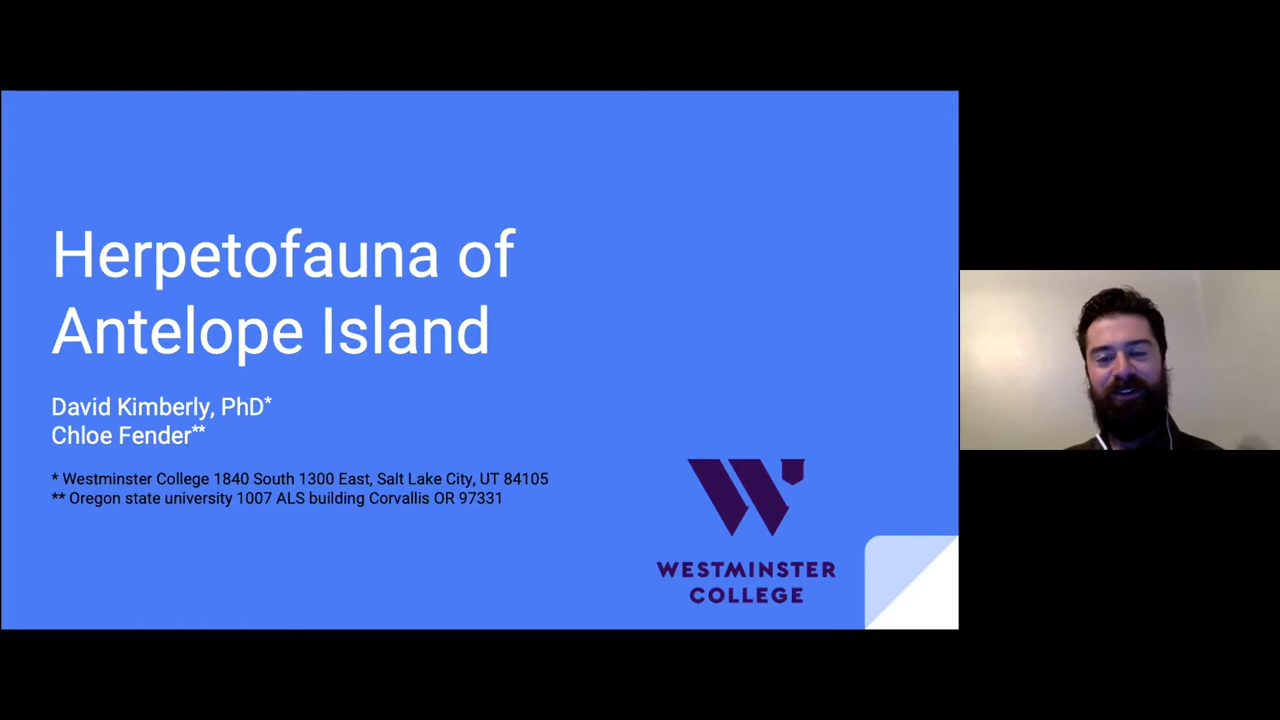 Herpetofauna of
Antelope Island
David Kimberly, PhD*
Chloe Fender**
* Westminster College 1840 South 1300 East, Salt Lake City, UT 84105
** Oregon state university 1007 ALS building Corvallis OR 97331
WESTMINSTER
COLLEGE